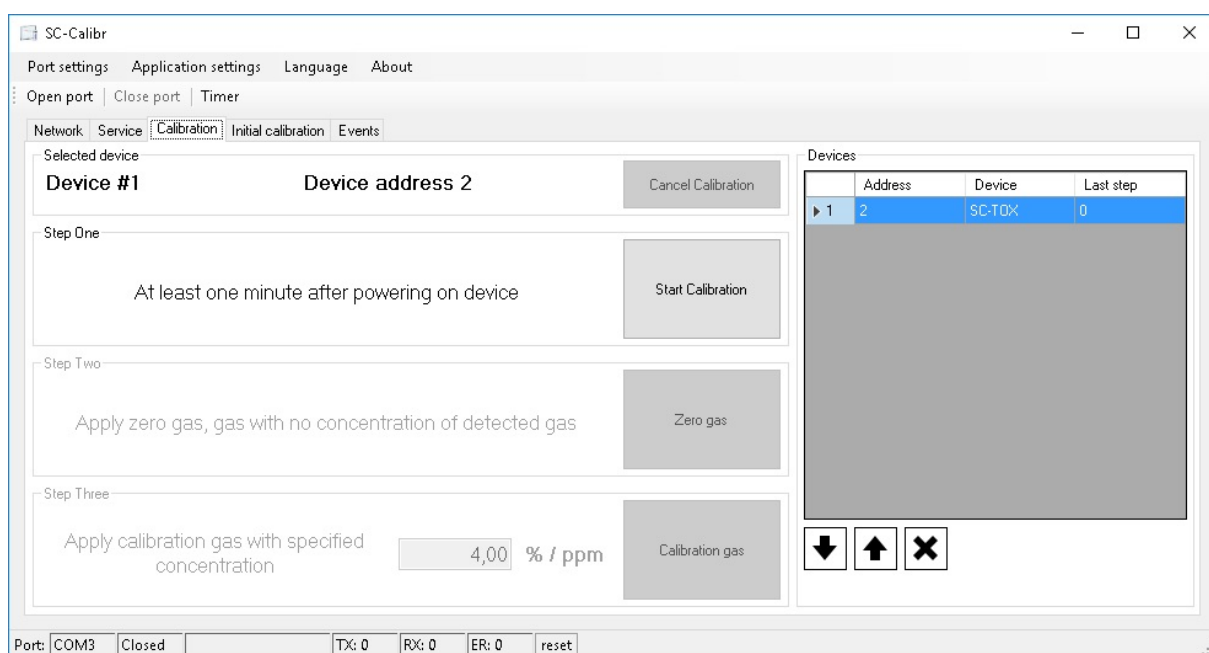 SC-Calibr
Port settings Application settings Language About
Open port Close port Timer
Network Service Calibration Initial calibration Events
Selected device
Device #1 Device address 2 Cancel Calibration
Step One
At least one minute after powering on device Start Calibration
Step Two
Apply zero gas, gas with no concentration of detected gas Zero gas
Step Three
Apply calibration gas with specified
concentration 4,00 % / ppm Calibration gas
Devices
Address Device Last step
1 2 SC-TOX 0
Port: COM3 Closed TX: 0 RX: 0 ER: 0 reset